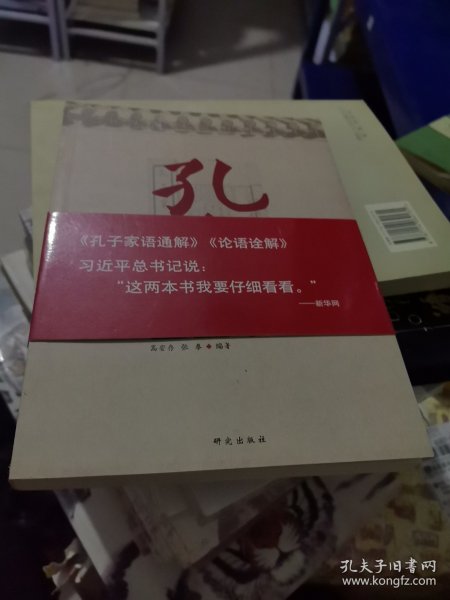 孔
《孔子家语通解》《论语诠解》
习近平总书记说：
“这两本书我要仔细看看。”
——新华网
编著
研究出版社
孔夫子旧书网
www.kongfz.com